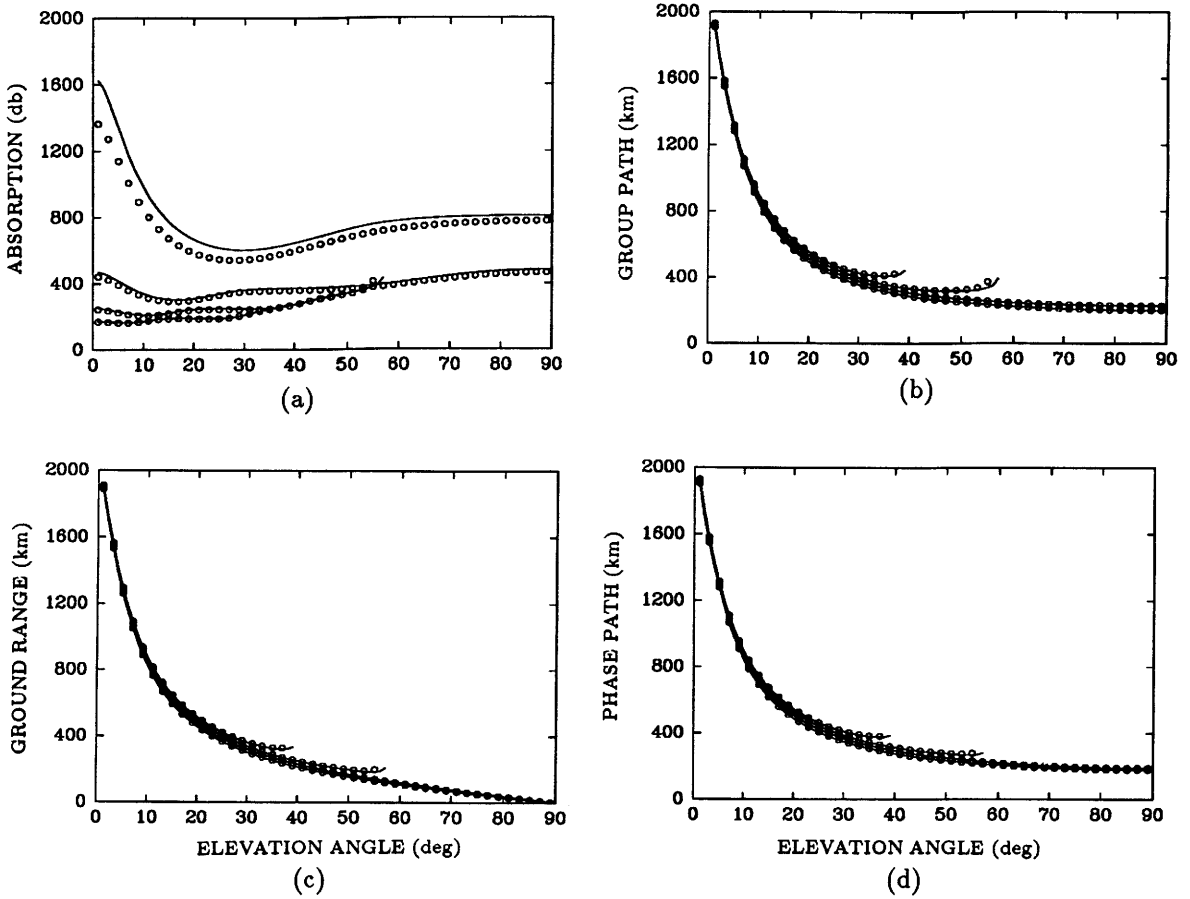 2000
1600
1200
800
400
0
ABSORPTION (db)
0 10 20 30 40 50 60 70 80 90
(a)
2000
1600
1200
800
400
0
GROUP PATH (km)
0 10 20 30 40 50 60 70 80 90
(b)
2000
1600
1200
800
400
0
GROUND RANGE (km)
0 10 20 30 40 50 60 70 80 90
ELEVATION ANGLE (deg)
(c)
2000
1600
1200
800
400
0
PHASE PATH (km)
0 10 20 30 40 50 60 70 80 90
ELEVATION ANGLE (deg)
(d)